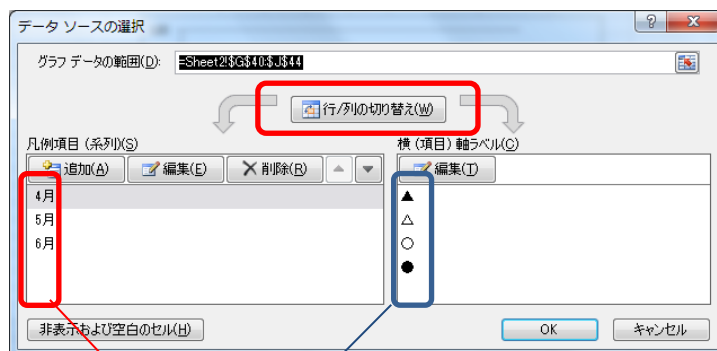 データ ソースの選択
グラフ データの範囲(D): =Sheet2!$G$40:$J$44
行/列の切り替え(W)
凡例項目 (系列)(S)
横 (項目) 軸ラベル(C)
追加(A) 編集(E) 削除(R)
編集(T)
4月
5月
6月
▲
△
○
●
非表示および空白のセル(H)
OK キャンセル